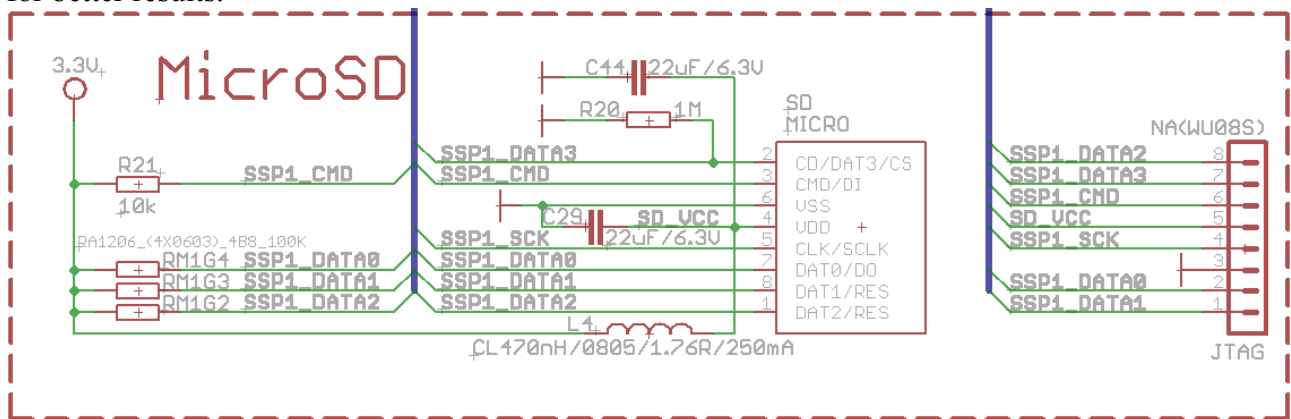 for better results.
MicroSD
3.3V
C44 22uF/6.3V
R20 1M
SD
MICRO
R21
10k
SSP1_CMD
RA1206_(4X0603)_4B8_100K
RM1G4 SSP1_DATA0
RM1G3 SSP1_DATA1
RM1G2 SSP1_DATA2
SSP1_DATA3 2 CD/DAT3/CS
SSP1_CMD 3 CMD/DI
6 VSS
C29 22uF/6.3V SD_VCC 4 VDD
SSP1_SCK 5 CLK/SCLK
SSP1_DATA0 7 DAT0/DO
SSP1_DATA1 8 DAT1/RES
SSP1_DATA2 1 DAT2/RES
L4
CL470nH/0805/1.76R/250mA
NA(WU08S)
SSP1_DATA2 8
SSP1_DATA3 7
SSP1_CMD 6
SD_VCC 5
SSP1_SCK 4
3
SSP1_DATA0 2
SSP1_DATA1 1
JTAG